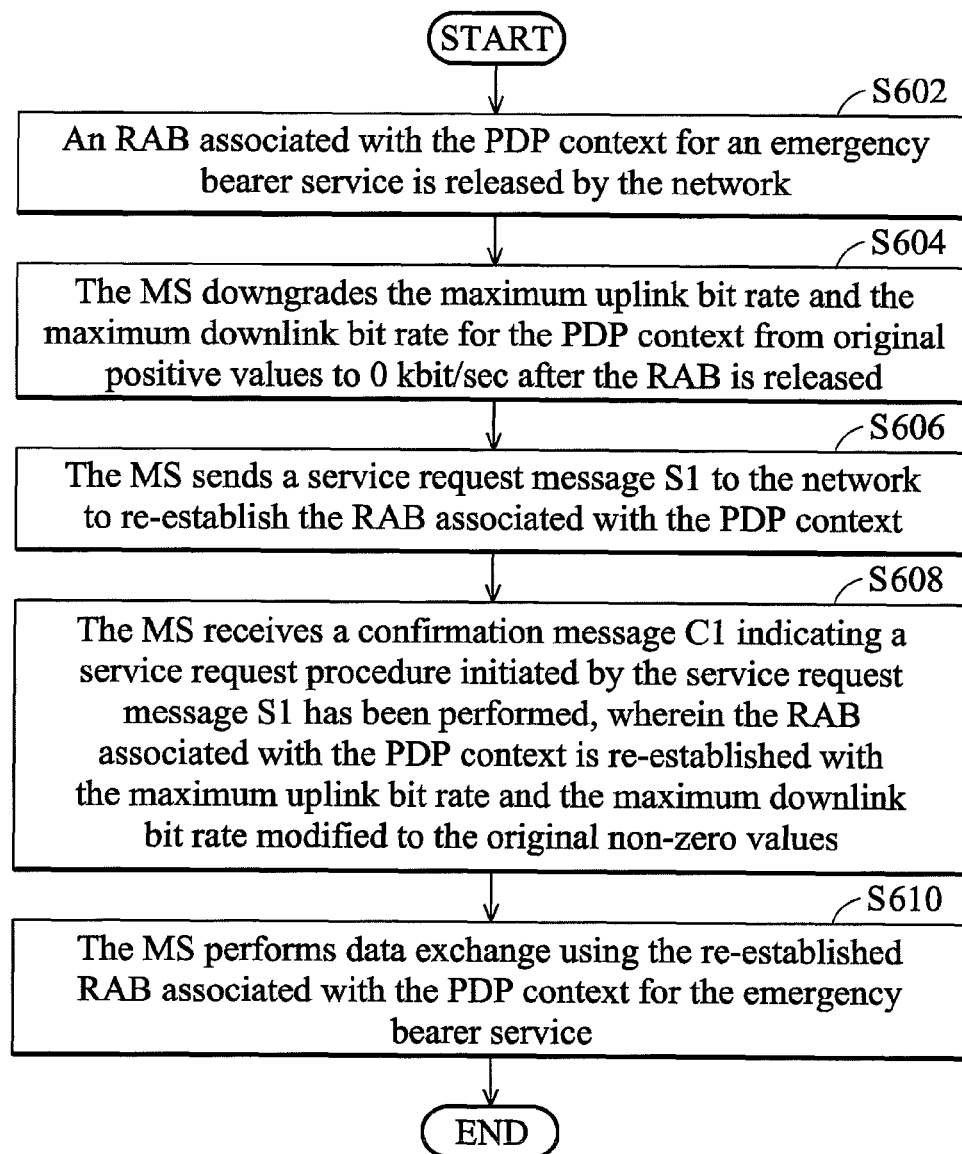 START
S602
An RAB associated with the PDP context for an emergency
bearer service is released by the network
S604
The MS downgrades the maximum uplink bit rate and the
maximum downlink bit rate for the PDP context from original
positive values to 0 kbit/sec after the RAB is released
S606
The MS sends a service request message S1 to the network
to re-establish the RAB associated with the PDP context
S608
The MS receives a confirmation message C1 indicating a
service request procedure initiated by the service request
message S1 has been performed, wherein the RAB
associated with the PDP context is re-established with
the maximum uplink bit rate and the maximum downlink
bit rate modified to the original non-zero values
S610
The MS performs data exchange using the re-established
RAB associated with the PDP context for the emergency
bearer service
END